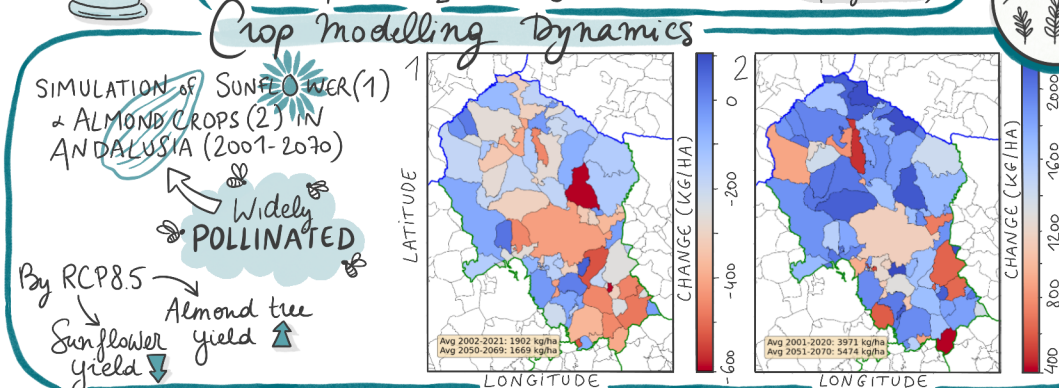 Crop Modelling Dynamics
SIMULATION of SUNFLOWER(1)
& ALMOND CROPS (2) IN
ANDALUSIA (2001-2070)
Widely
POLLINATED
By RCP8.5
Almond tree
yield
Sunflower
yield
1
LATITUDE
Avg 2002-2021: 1902 kg/ha
Avg 2050-2069: 1669 kg/ha
LONGITUDE
0
-200
-400
-600
CHANGE (KG/HA)
2
Avg 2001-2020: 3971 kg/ha
Avg 2051-2070: 5474 kg/ha
LONGITUDE
2000
1600
1200
800
400
CHANGE (KG/HA)